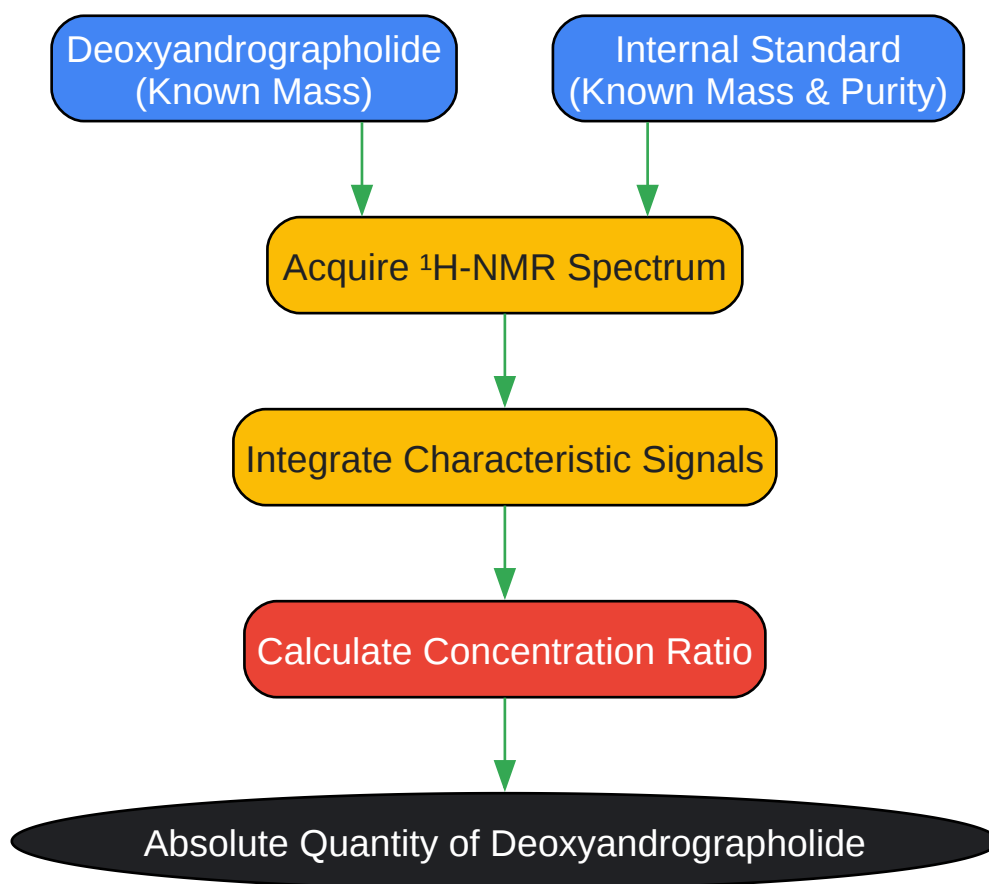 Deoxyandrographolide
(Known Mass)
Internal Standard
(Known Mass & Purity)
Acquire ¹H-NMR Spectrum
Integrate Characteristic Signals
Calculate Concentration Ratio
Absolute Quantity of Deoxyandrographolide